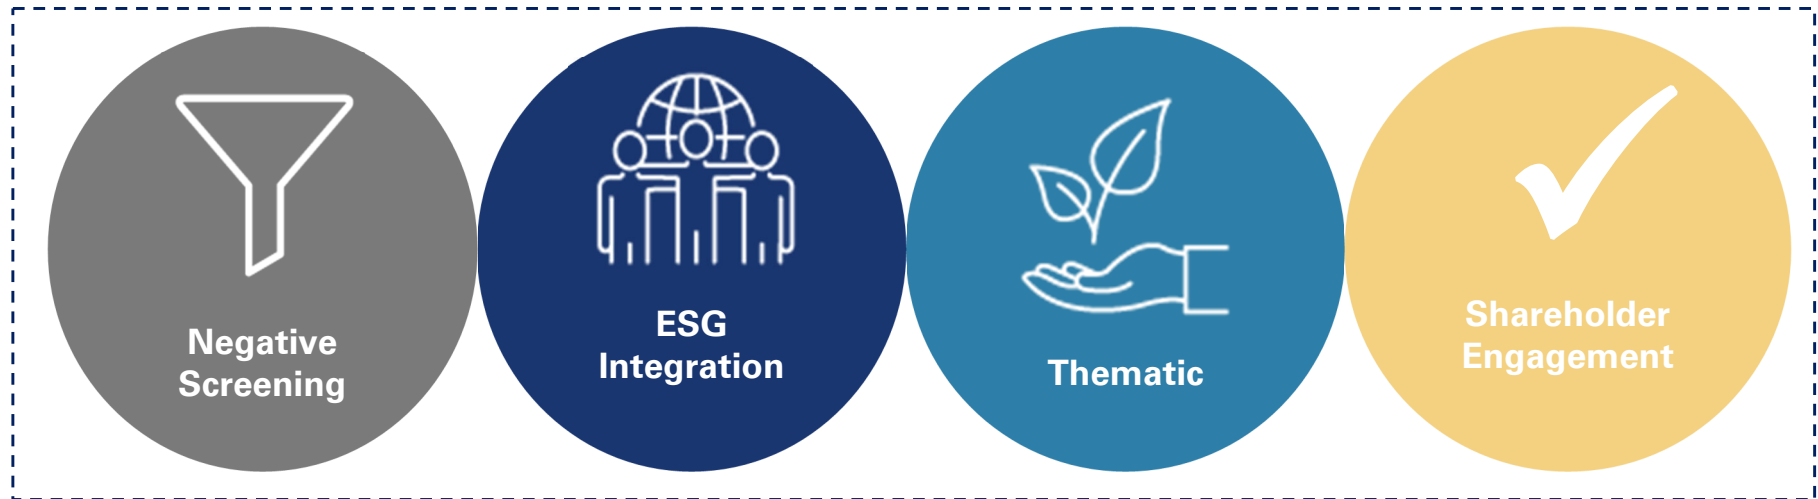 Negative
Screening
ESG
Integration
Thematic
Shareholder
Engagement